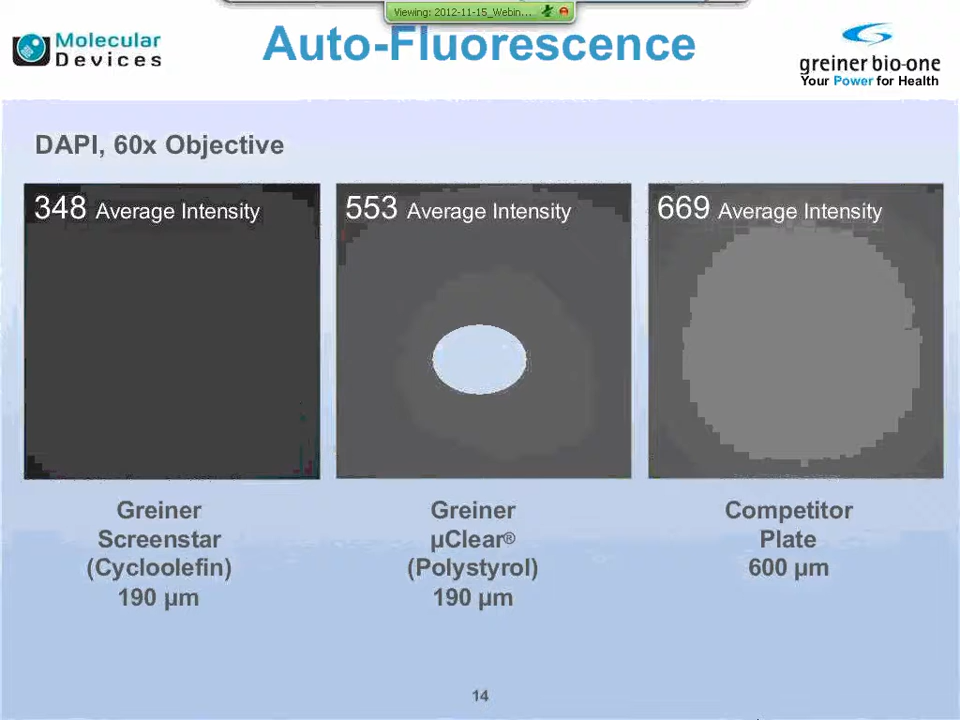 Viewing: 2012-11-15_Webin...
Molecular
Devices
Auto-Fluorescence
greiner bio-one
Your Power for Health
DAPI, 60x Objective
348 Average Intensity
553 Average Intensity
669 Average Intensity
Greiner
Screenstar
(Cycloolefin)
190 µm
Greiner
µClear®
(Polystyrol)
190 µm
Competitor
Plate
600 µm
14